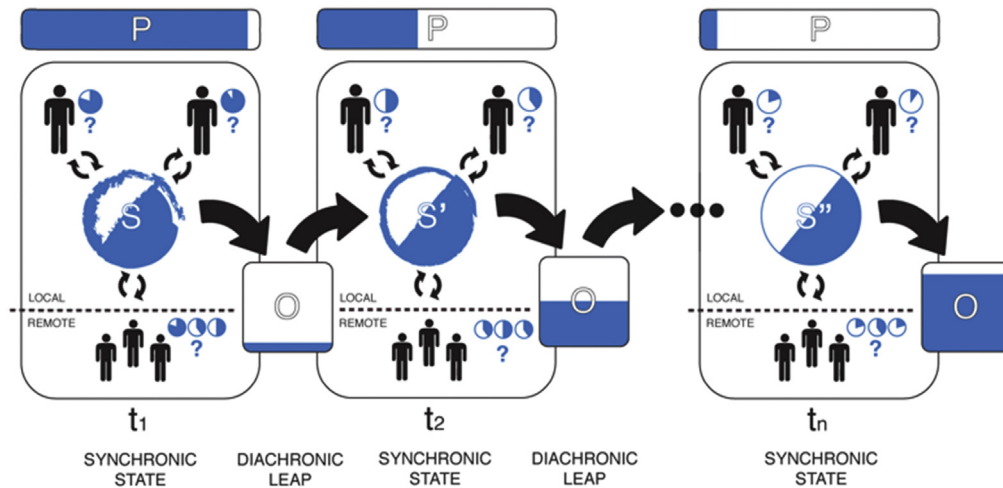 P
P
P
?
?
?
?
?
?
S
S'
S”
O
O
O
LOCAL
REMOTE
LOCAL
REMOTE
LOCAL
REMOTE
?
?
?
t1
t2
tn
SYNCHRONIC
STATE
DIACHRONIC
LEAP
SYNCHRONIC
STATE
DIACHRONIC
LEAP
SYNCHRONIC
STATE